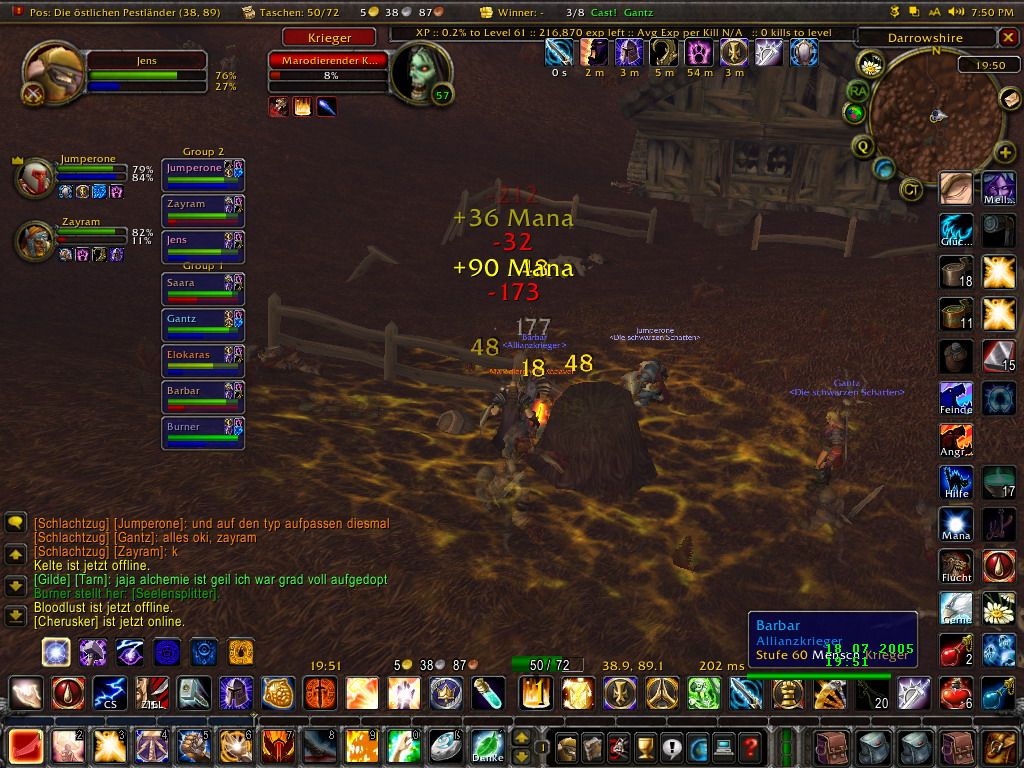 Pos: Die östlichen Pestländer (38, 89)
Taschen: 50/72
5 38 87
Winner: -
3/8 Cast! Gantz
7:50 PM
XP :: 0.2% to Level 61 :: 216,870 exp left :: Avg Exp per Kill N/A :: 0 kills to level
Krieger
Darrowshire
Jens
76%
27%
Marodierender K...
8%
57
0 s
2 m
3 m
5 m
54 m
3 m
N
19:50
RA
Q
CT
Jumperone
79%
84%
Zayram
82%
11%
Group 2
Jumperone
Zayram
Jens
Group 1
Saara
Gantz
Elokaras
Barbar
Burner
-212
+36 Mana
-32
48
+90 Mana
-173
177
48
18
48
Barbar
<Allianzkrieger>
Jumperone
<Die schwarzen Schatten>
Gantz
<Die schwarzen Schatten>
Mell..
Glüc...
18
11
15
Feinde
Angr..
Hilfe
17
Mana
Flucht
2
6
[Schlachtzug] [Jumperone]: und auf den typ aufpassen diesmal
[Schlachtzug] [Gantz]: alles oki, zayram
[Schlachtzug] [Zayram]: k
Kelte ist jetzt offline.
[Gilde] [Tarn]: jaja alchemie ist geil ich war grad voll aufgedopt
Burner stellt her: [Seelensplitter].
Bloodlust ist jetzt offline.
[Cherusker] ist jetzt online.
Barbar
Allianzkrieger
Stufe 60 Mensch Krieger
18.07.2005
19:51
19:51
5 38 87
50 / 72
38.9, 89.1
202 ms
CS
ZIEL
20
Danke